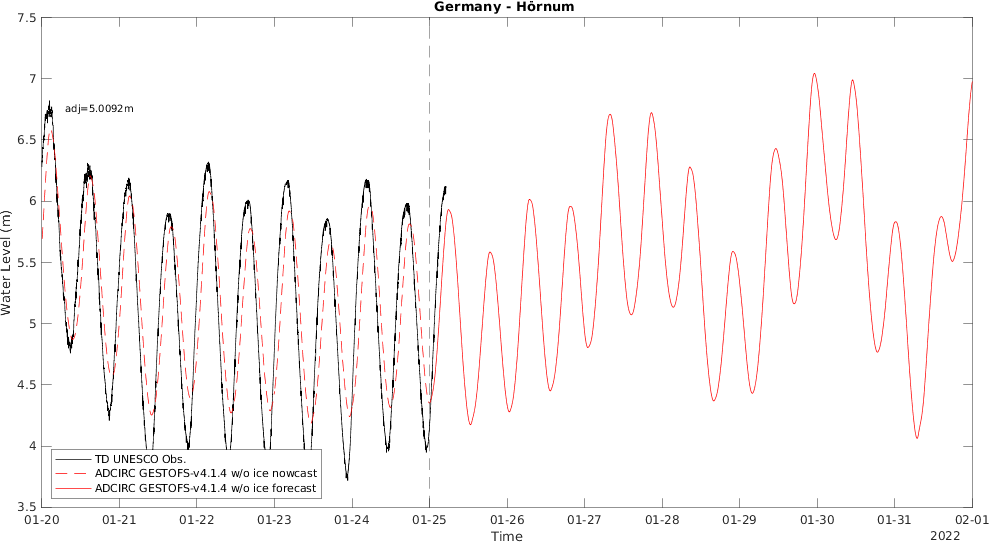 Germany - Hörnum
7.5
7
6.5
6
5.5
5
4.5
4
3.5
Water Level (m)
adj=5.0092m
TD UNESCO Obs.
ADCIRC GESTOFS-v4.1.4 w/o ice nowcast
ADCIRC GESTOFS-v4.1.4 w/o ice forecast
01-20 01-21 01-22 01-23 01-24 01-25 01-26 01-27 01-28 01-29 01-30 01-31 02-01
Time
2022